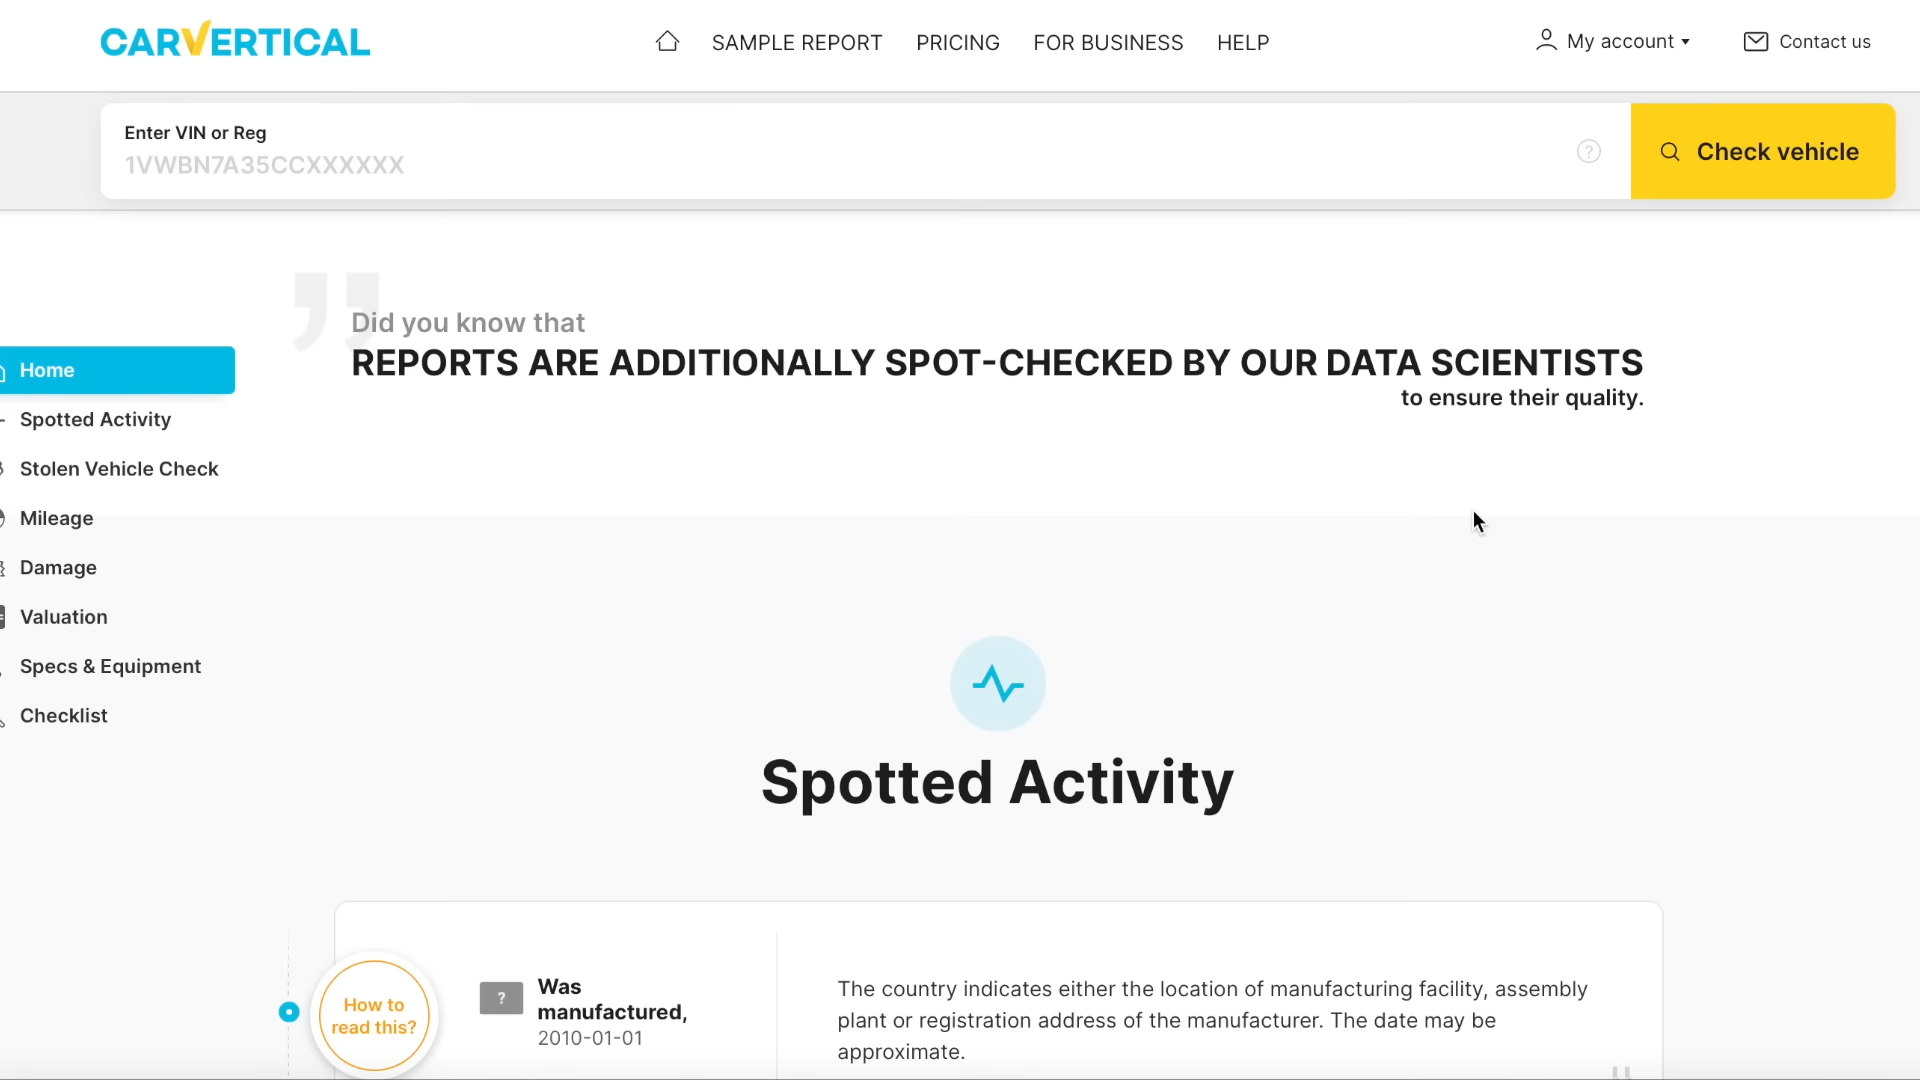 CARVERTICAL
SAMPLE REPORT
PRICING
FOR BUSINESS
HELP
My account
Contact us
Enter VIN or Reg
1VWBN7A35CCXXXXXX
?
Check vehicle
Did you know that
REPORTS ARE ADDITIONALLY SPOT-CHECKED BY OUR DATA SCIENTISTS
to ensure their quality.
Home
Spotted Activity
Stolen Vehicle Check
Mileage
Damage
Valuation
Specs & Equipment
Checklist
Spotted Activity
How to
read this?
?
Was
manufactured,
2010-01-01
The country indicates either the location of manufacturing facility, assembly
plant or registration address of the manufacturer. The date may be
approximate.